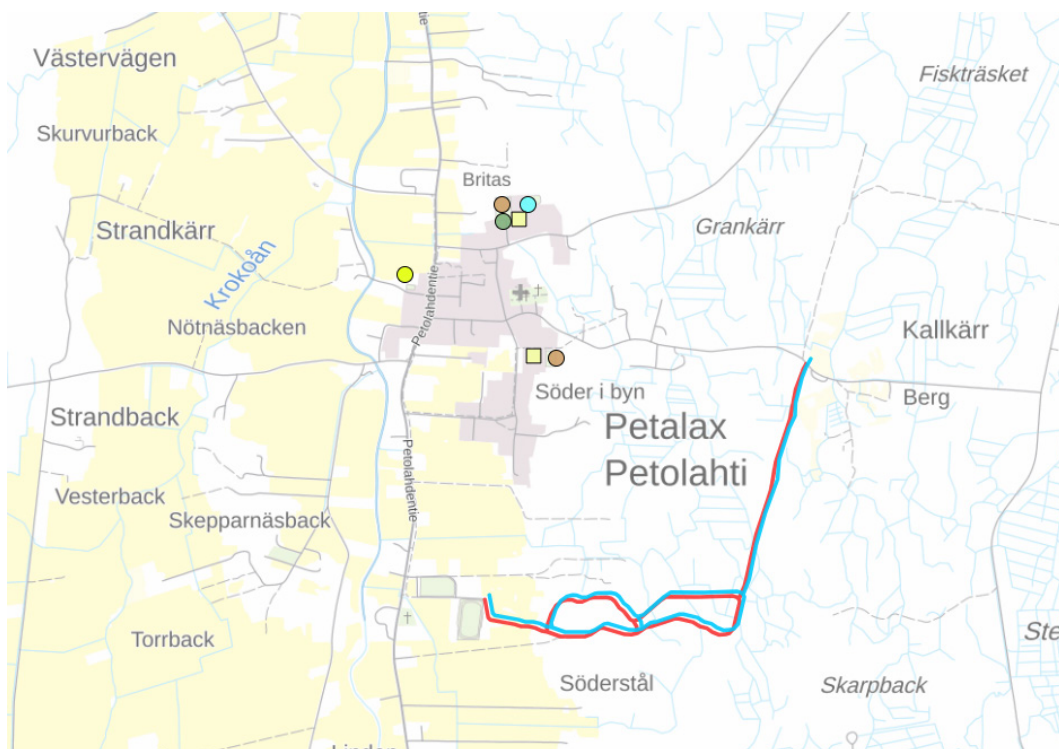 Västervägen
Fiskträsket
Skurvurback
Britas
Strandkärr
Grankärr
Krokoån
Petolahdentie
Nötnäsbacken
Kallkärr
Söder i byn
Berg
Strandback
Petalax
Petolahti
Petolahdentie
Vesterback
Skepparnäsback
Torrback
Söderstål
Skarpback